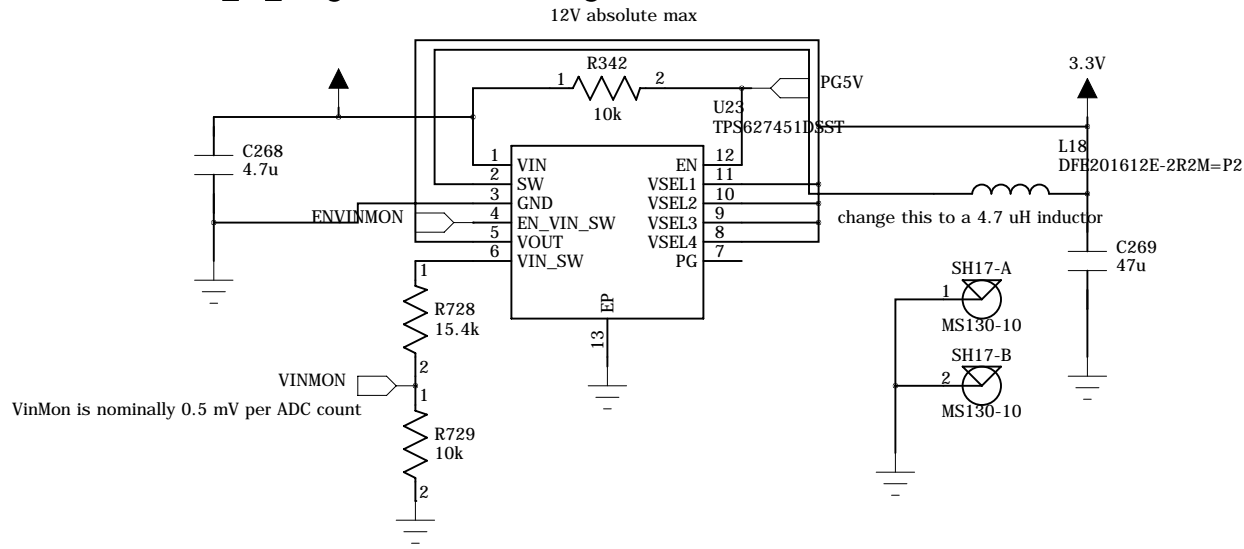 12V absolute max
R342
1 2
10k
PG5V
3.3V
U23
TPS627451DSST
C268
4.7u
L18
DFE201612E-2R2M=P2
1 VIN EN 12
2 SW VSEL1 11
3 GND VSEL2 10
ENVINMON 4 EN_VIN_SW VSEL3 9
5 VOUT VSEL4 8
6 VIN_SW PG 7
EP
13
change this to a 4.7 uH inductor
C269
47u
1
R728
15.4k
2
SH17-A
1
MS130-10
SH17-B
2
MS130-10
VINMON
VinMon is nominally 0.5 mV per ADC count
1
R729
10k
2